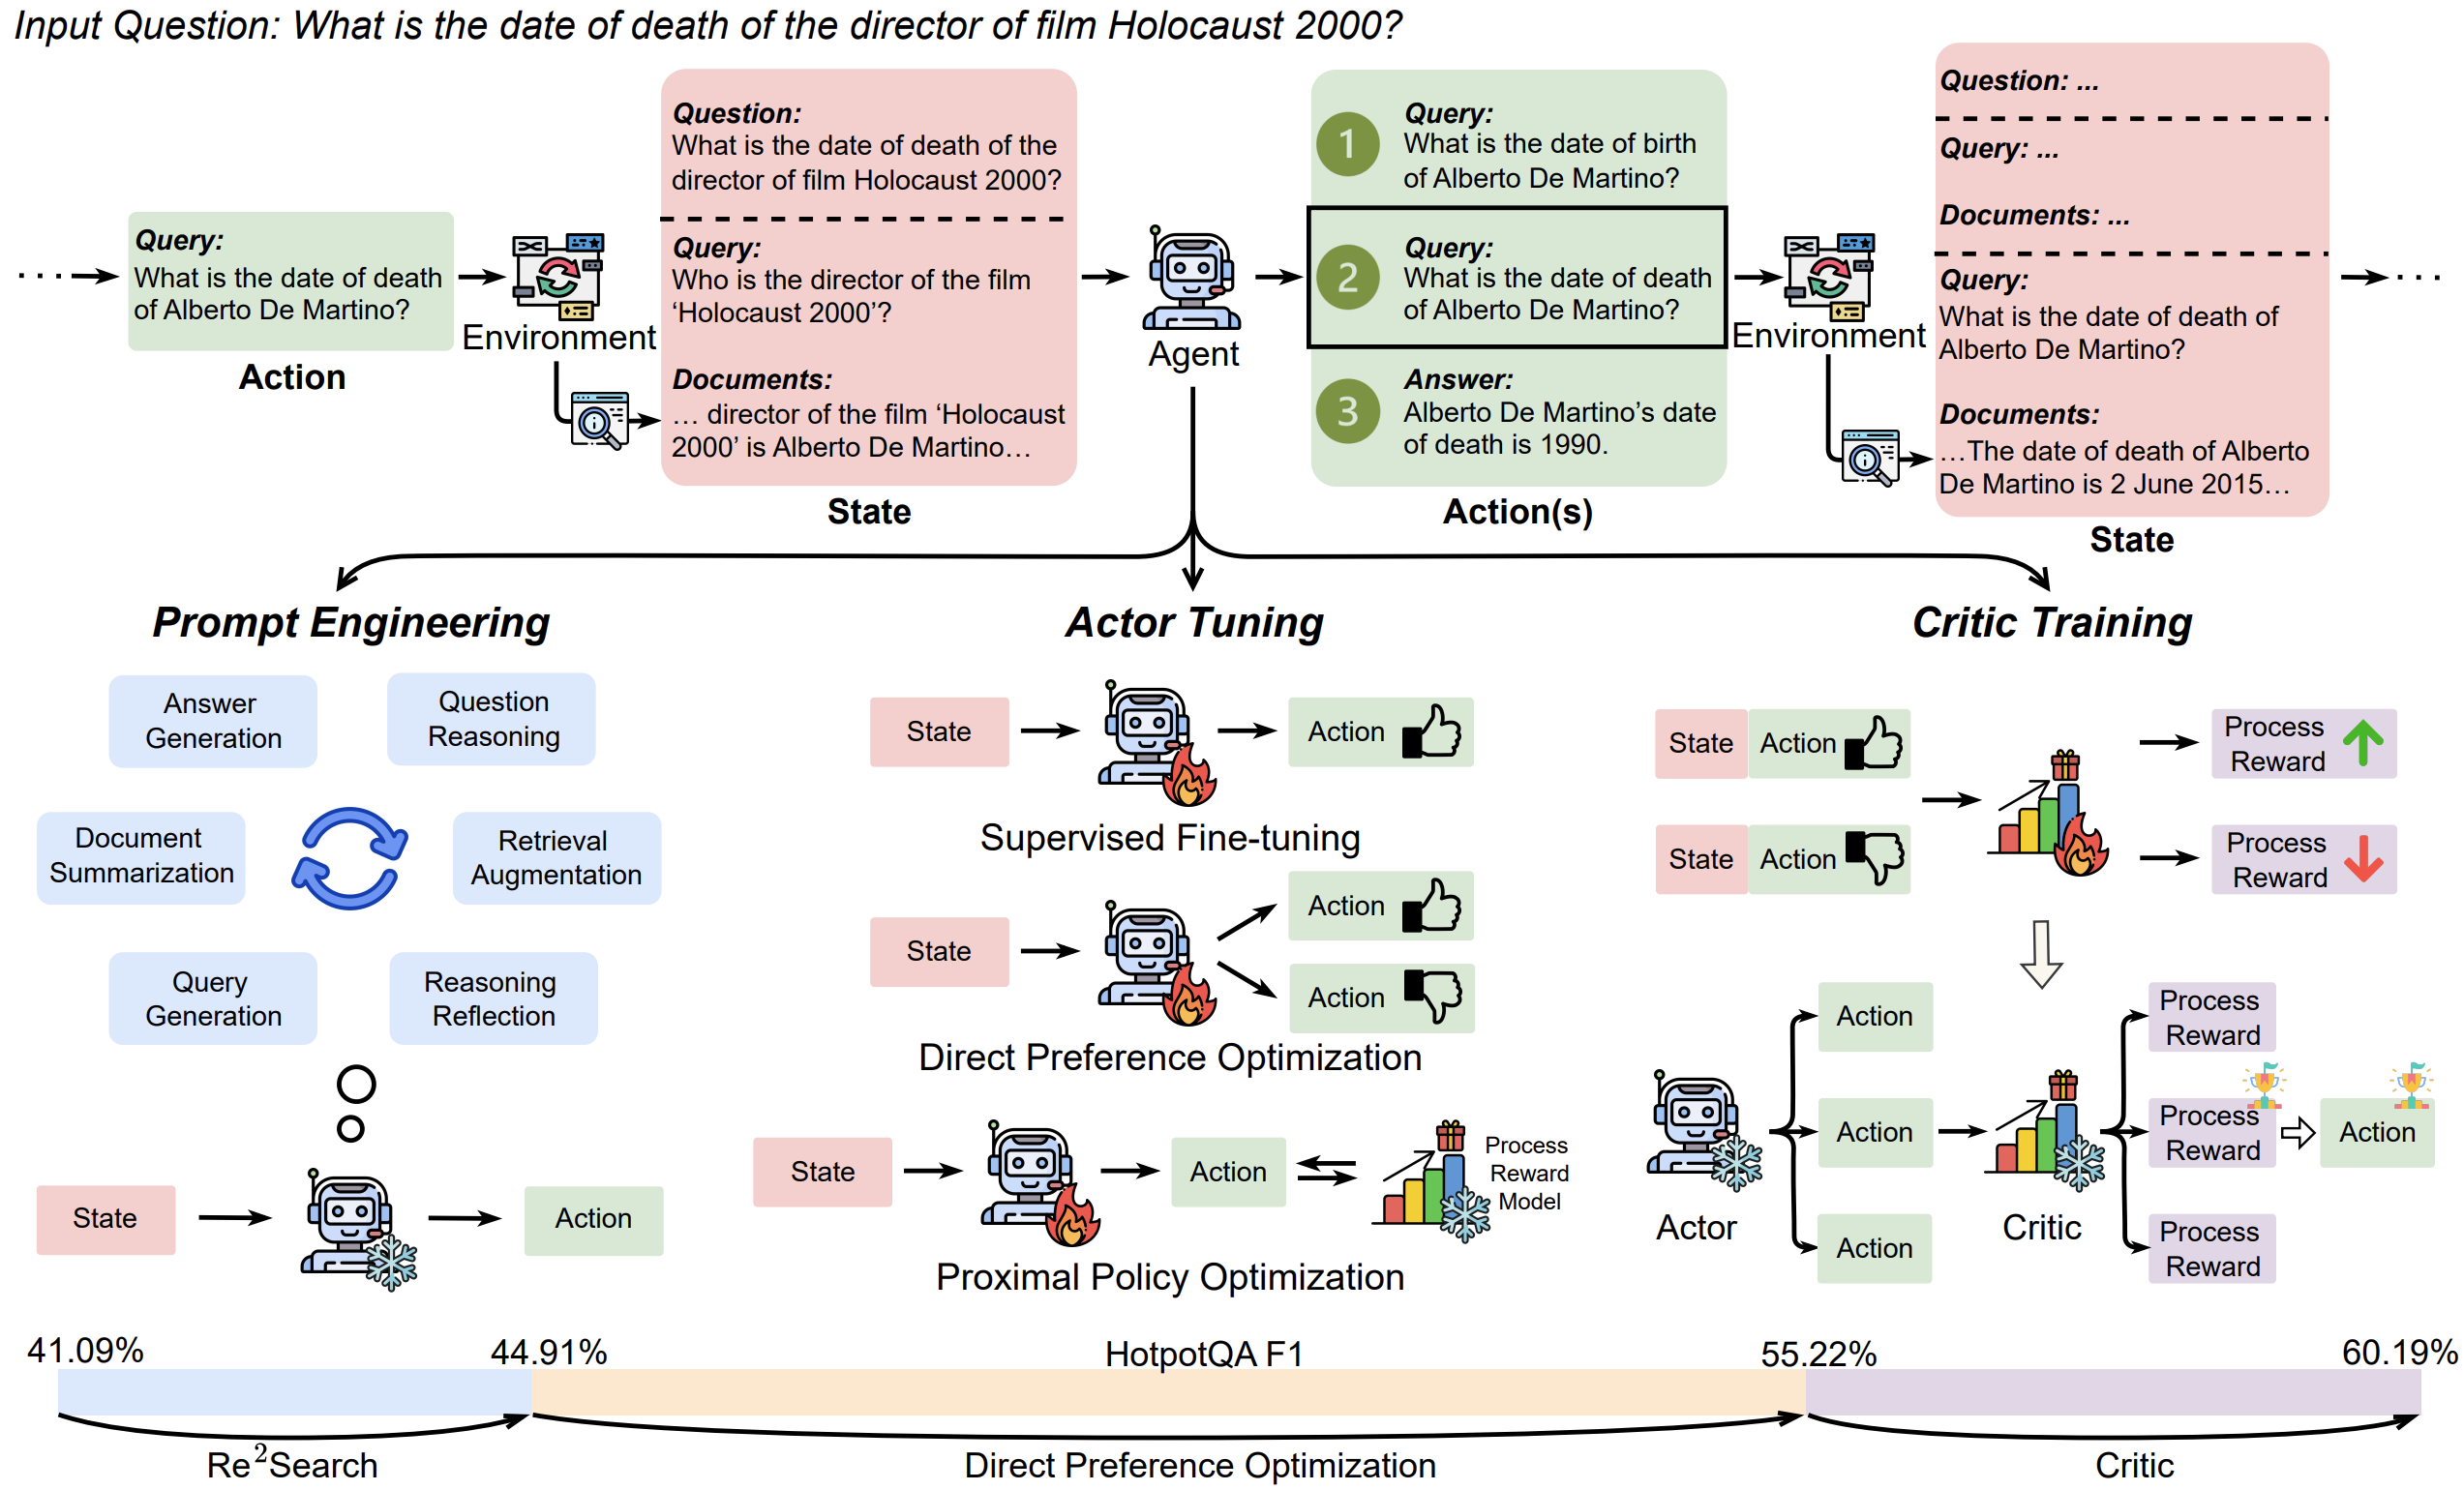 Input Question: What is the date of death of the director of film Holocaust 2000?
. . .
Query:
What is the date of death
of Alberto De Martino?
Action
Environment
Question:
What is the date of death of the
director of film Holocaust 2000?
Query:
Who is the director of the film
‘Holocaust 2000’?
Documents:
… director of the film ‘Holocaust
2000’ is Alberto De Martino…
State
Agent
1
Query:
What is the date of birth
of Alberto De Martino?
2
Query:
What is the date of death
of Alberto De Martino?
3
Answer:
Alberto De Martino’s date
of death is 1990.
Action(s)
Environment
Question: ...
Query: ...
Documents: ...
Query:
What is the date of death of
Alberto De Martino?
Documents:
…The date of death of Alberto
De Martino is 2 June 2015…
State
. . .
Prompt Engineering
Answer
Generation
Question
Reasoning
Document
Summarization
Retrieval
Augmentation
Query
Generation
Reasoning
Reflection
State
Action
Actor Tuning
State
Action
Supervised Fine-tuning
State
Action
Action
Direct Preference Optimization
State
Action
Process
Reward
Model
Proximal Policy Optimization
Critic Training
State
Action
Process
Reward
State
Action
Process
Reward
Actor
Action
Action
Action
Critic
Process
Reward
Process
Reward
Process
Reward
Action
41.09%
44.91%
HotpotQA F1
55.22%
60.19%
Re²Search
Direct Preference Optimization
Critic